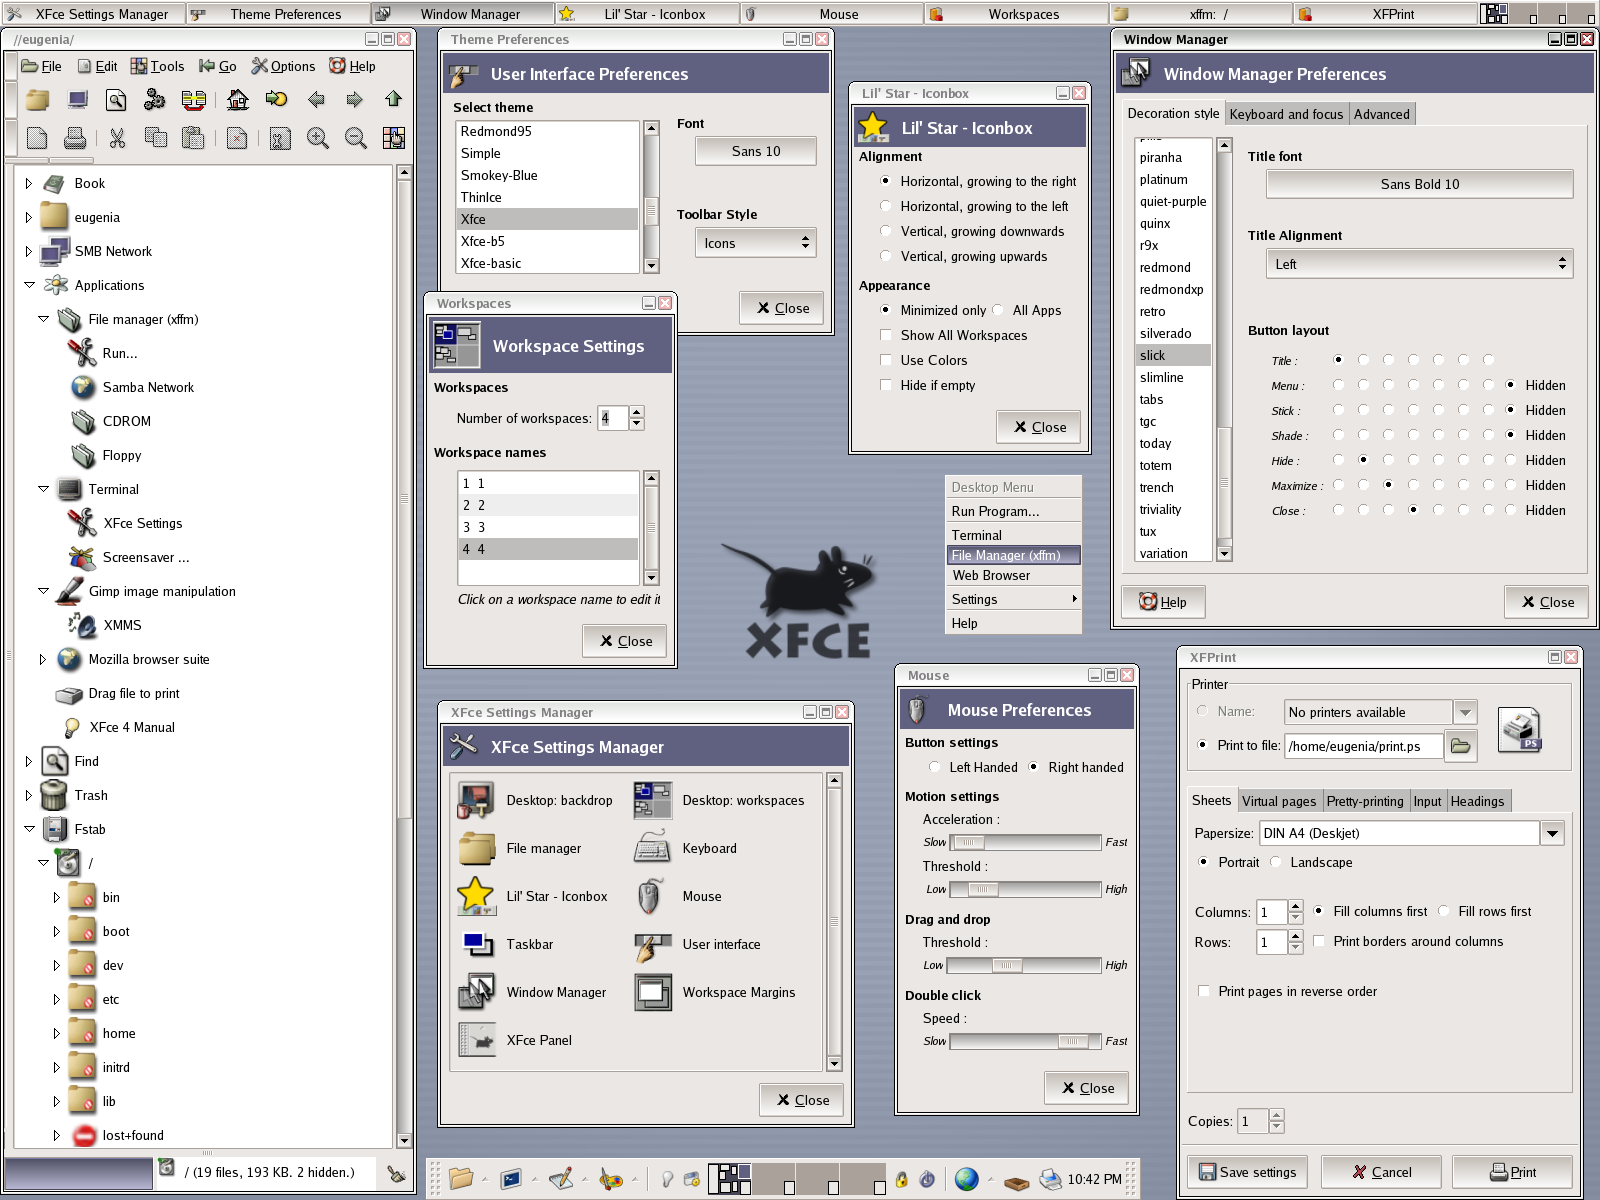 XFce Settings Manager
Theme Preferences
Window Manager
Lil' Star - Iconbox
Mouse
Workspaces
xffm: /
XFPrint
//eugenia/
File Edit Tools Go Options Help
Book
eugenia
SMB Network
Applications
File manager (xffm)
Run...
Samba Network
CDROM
Floppy
Terminal
XFce Settings
Screensaver ...
Gimp image manipulation
XMMS
Mozilla browser suite
Drag file to print
XFce 4 Manual
Find
Trash
Fstab
/
bin
boot
dev
etc
home
initrd
lib
lost+found
/ (19 files, 193 KB. 2 hidden.)
Theme Preferences
User Interface Preferences
Select theme
Redmond95
Simple
Smokey-Blue
ThinIce
Xfce
Xfce-b5
Xfce-basic
Font
Sans 10
Toolbar Style
Icons
Close
Workspaces
Workspace Settings
Workspaces
Number of workspaces: 4
Workspace names
1 1
2 2
3 3
4 4
Click on a workspace name to edit it
Close
Lil' Star - Iconbox
Lil' Star - Iconbox
Alignment
Horizontal, growing to the right
Horizontal, growing to the left
Vertical, growing downwards
Vertical, growing upwards
Appearance
Minimized only All Apps
Show All Workspaces
Use Colors
Hide if empty
Close
XFCE
Desktop Menu
Run Program...
Terminal
File Manager (xffm)
Web Browser
Settings
Help
Window Manager
Window Manager Preferences
Decoration style Keyboard and focus Advanced
piranha
platinum
quiet-purple
quinx
r9x
redmond
redmondxp
retro
silverado
slick
slimline
tabs
tgc
today
totem
trench
triviality
tux
variation
Title font
Sans Bold 10
Title Alignment
Left
Button layout
Title :
Menu : Hidden
Stick : Hidden
Shade : Hidden
Hide : Hidden
Maximize : Hidden
Close : Hidden
Help
Close
XFce Settings Manager
XFce Settings Manager
Desktop: backdrop
Desktop: workspaces
File manager
Keyboard
Lil' Star - Iconbox
Mouse
Taskbar
User interface
Window Manager
Workspace Margins
XFce Panel
Close
Mouse
Mouse Preferences
Button settings
Left Handed Right handed
Motion settings
Acceleration :
Slow Fast
Threshold :
Low High
Drag and drop
Threshold :
Low High
Double click
Speed :
Slow Fast
Close
XFPrint
Printer
Name: No printers available
Print to file: /home/eugenia/print.ps
PS
Sheets Virtual pages Pretty-printing Input Headings
Papersize: DIN A4 (Deskjet)
Portrait Landscape
Columns: 1 Fill columns first Fill rows first
Rows: 1 Print borders around columns
Print pages in reverse order
Copies: 1
Save settings
Cancel
Print
10:42 PM